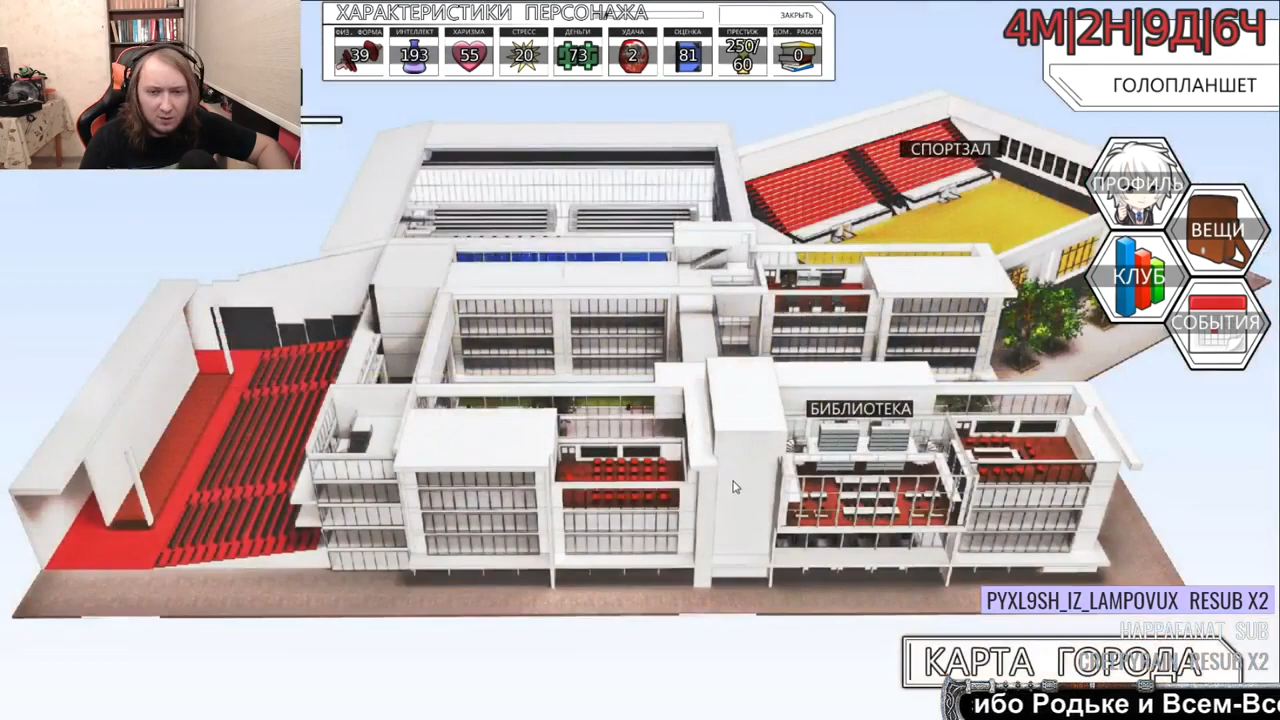 ХАРАКТЕРИСТИКИ ПЕРСОНАЖА
ЗАКРЫТЬ
ФИЗ. ФОРМА
ИНТЕЛЛЕКТ
ХАРИЗМА
СТРЕСС
ДЕНЬГИ
УДАЧА
ОЦЕНКА
ПРЕСТИЖ
ДОМ. РАБОТА
39
193
55
20
73
2
81
250/
60
0
4М|2Н|9Д|6Ч
ГОЛОПЛАНШЕТ
СПОРТЗАЛ
ПРОФИЛЬ
ВЕЩИ
КЛУБ
СОБЫТИЯ
БИБЛИОТЕКА
PYXL9SH_IZ_LAMPOVUX RESUB X2
HAPPAFANAT SUB
RESUB X2
КАРТА ГОРОДА
ибо Родьке и Всем-Все